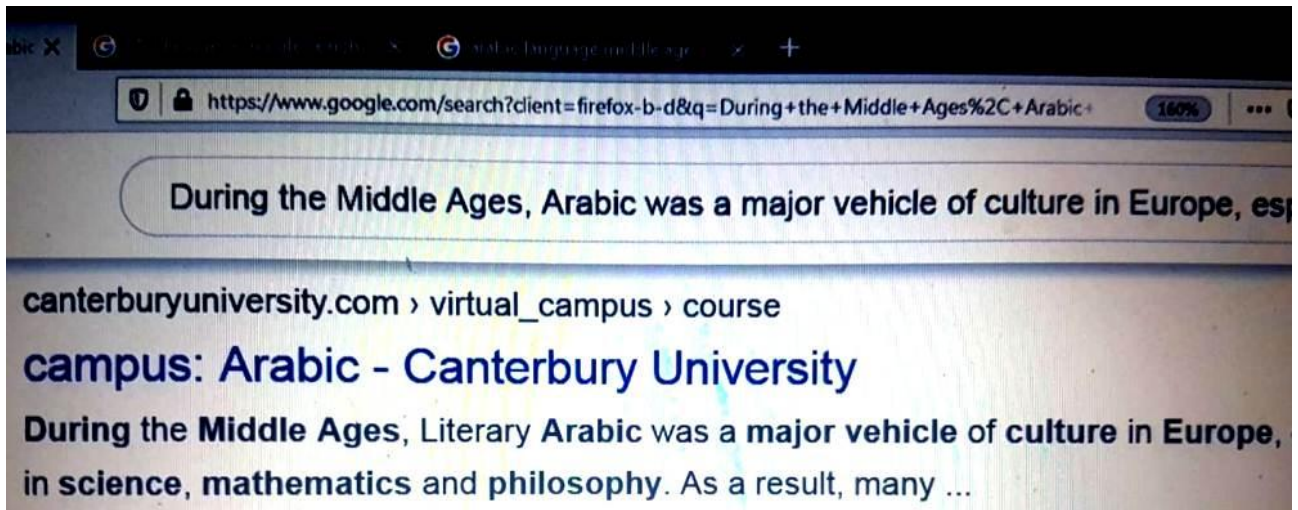 abic
https://www.google.com/search?client=firefox-b-d&q=During+the+Middle+Ages%2C+Arabic+ 160%
During the Middle Ages, Arabic was a major vehicle of culture in Europe, esp
canterburyuniversity.com › virtual_campus › course
campus: Arabic - Canterbury University
During the Middle Ages, Literary Arabic was a major vehicle of culture in Europe,
in science, mathematics and philosophy. As a result, many ...